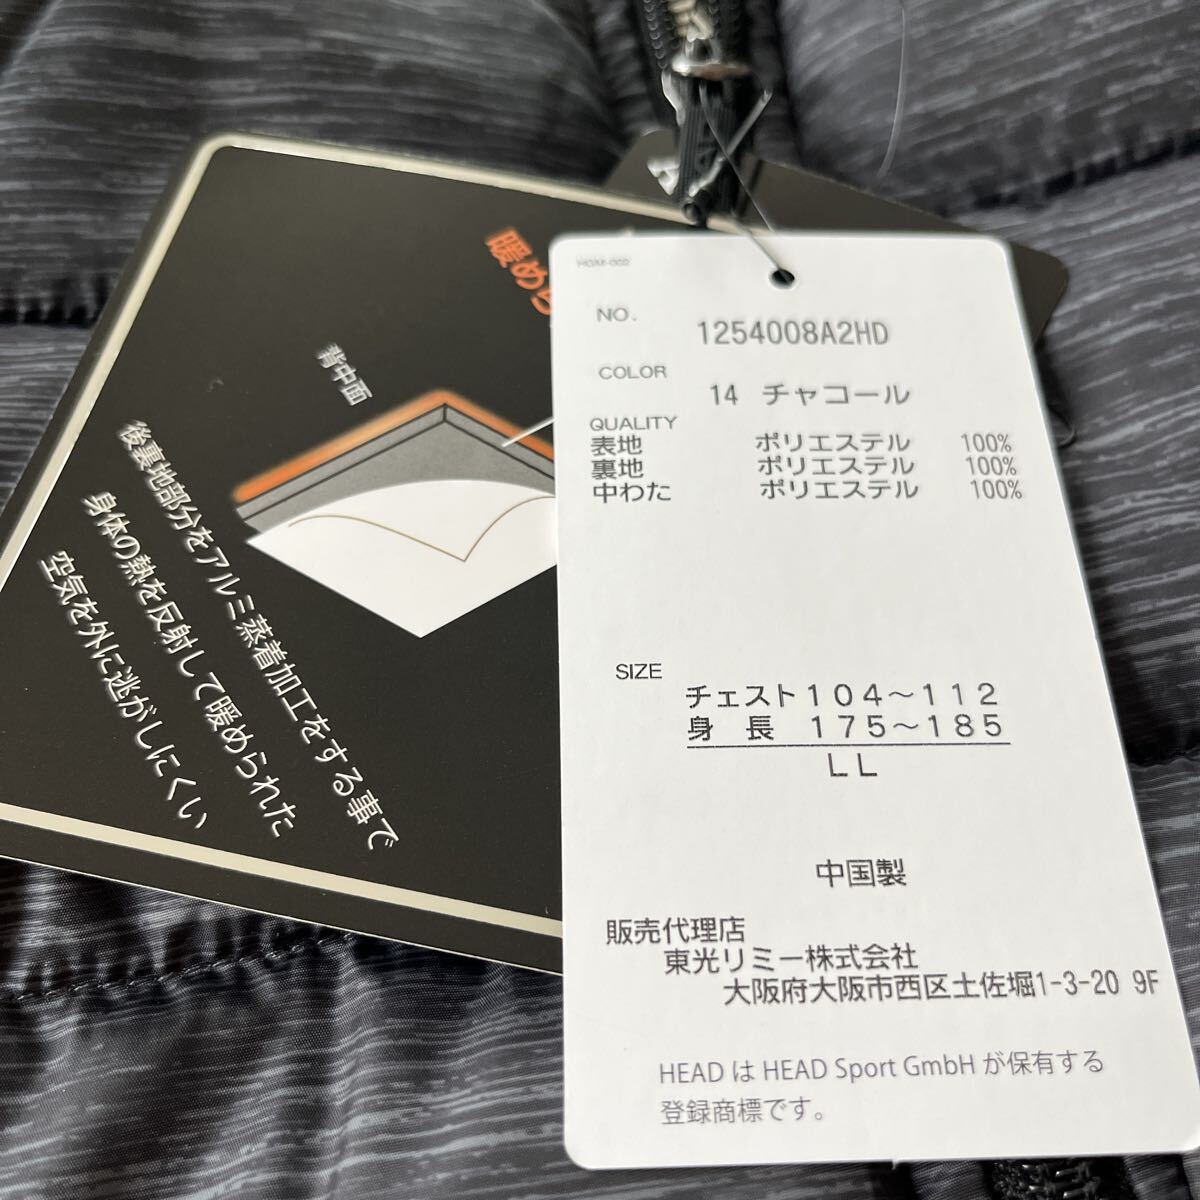 暖めら
背中面
後裏地部分をアルミ蒸着加工をする事で
身体の熱を反射して暖められた
空気を外に逃がしにくい
HGM-002
NO.
1254008A2HD
COLOR
14 チャコール
QUALITY
表地 ポリエステル 100%
裏地 ポリエステル 100%
中わた ポリエステル 100%
SIZE
チェスト104～112
身 長 175～185
LL
中国製
販売代理店
東光リミー株式会社
大阪府大阪市西区土佐堀1-3-20 9F
HEAD は HEAD Sport GmbH が保有する
登録商標です。